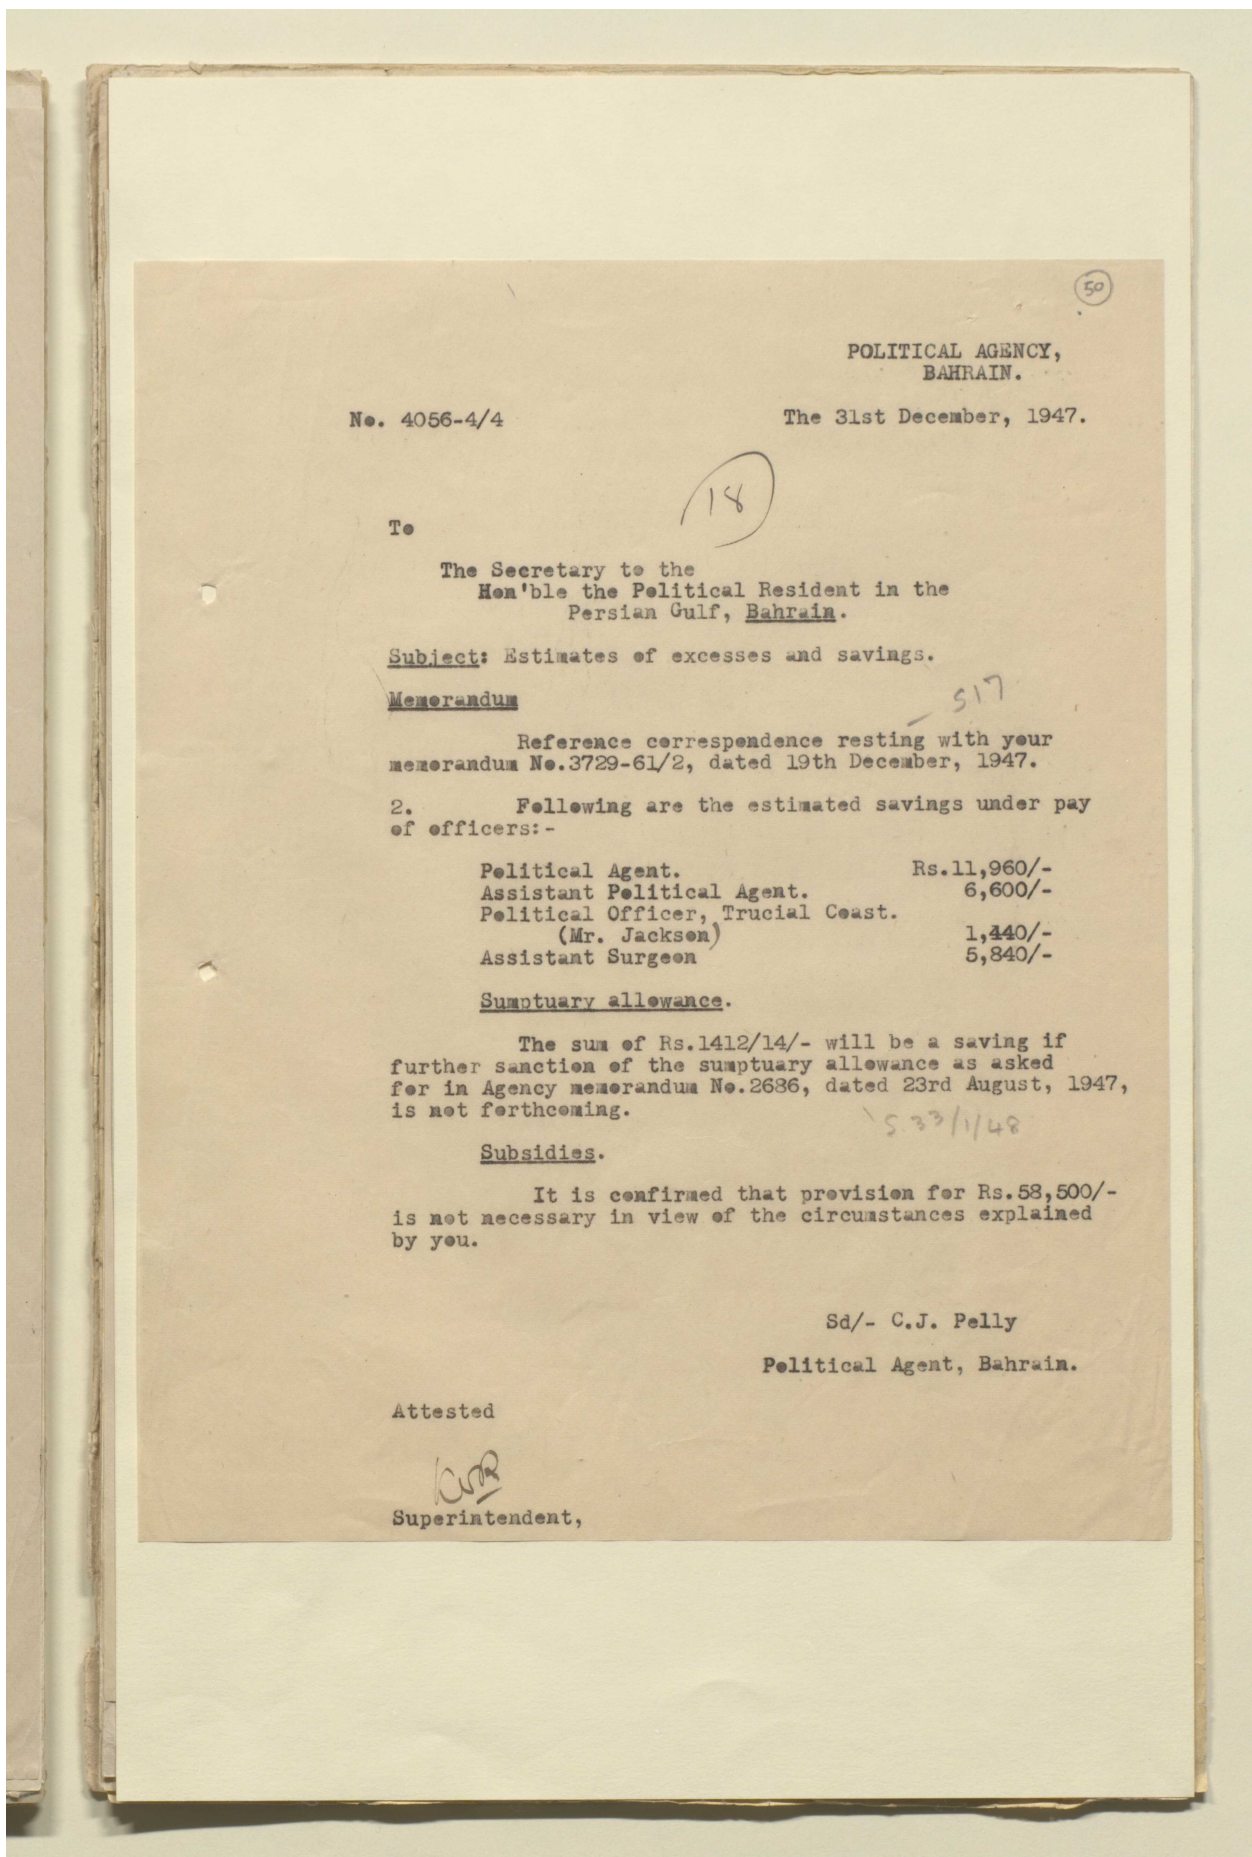 50
POLITICAL AGENCY,
BAHRAIN.
No. 4056-4/4
The 31st December, 1947.
18
To
The Secretary to the
Hon'ble the Political Resident in the
Persian Gulf, Bahrain.
Subject: Estimates of excesses and savings.
Memorandum
S17
Reference correspondence resting with your
memorandum No.3729-61/2, dated 19th December, 1947.
2. Following are the estimated savings under pay
of officers:-
Political Agent. Rs.11,960/-
Assistant Political Agent. 6,600/-
Political Officer, Trucial Coast.
(Mr. Jackson) 1,440/-
Assistant Surgeon 5,840/-
Sumptuary allowance.
The sum of Rs.1412/14/- will be a saving if
further sanction of the sumptuary allowance as asked
for in Agency memorandum No.2686, dated 23rd August, 1947,
is not forthcoming.
S.33/1/48
Subsidies.
It is confirmed that provision for Rs.58,500/-
is not necessary in view of the circumstances explained
by you.
Sd/- C.J. Pelly
Political Agent, Bahrain.
Attested
Superintendent,